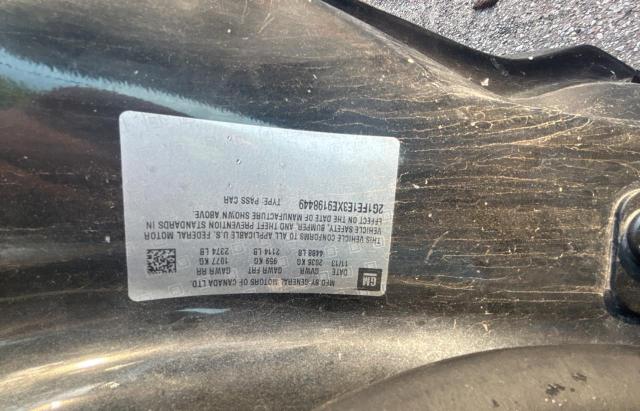 GM
MFD BY GENERAL MOTORS OF CANADA LTD
DATE GVWR GAWR FRT GAWR RR
11/13 2035 KG 959 KG 1077 KG
4486 LB 2114 LB 2374 LB
THIS VEHICLE CONFORMS TO ALL APPLICABLE U.S. FEDERAL MOTOR
VEHICLE SAFETY, BUMPER, AND THEFT PREVENTION STANDARDS IN
EFFECT ON THE DATE OF MANUFACTURE SHOWN ABOVE.
2G1FE1E3XE9198449 TYPE: PASS CAR